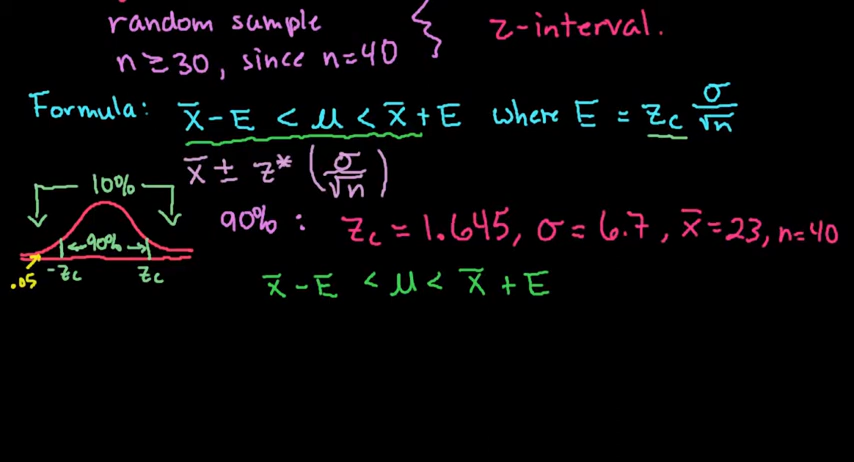 random sample
n ≥ 30, since n=40
z-interval.
Formula: x̄ - E < μ < x̄ + E where E = z_c σ/√n
x̄ ± z* (σ/√n)
10%
90%
.05 -z_c z_c
90% : z_c = 1.645, σ = 6.7, x̄ = 23, n=40
x̄ - E < μ < x̄ + E